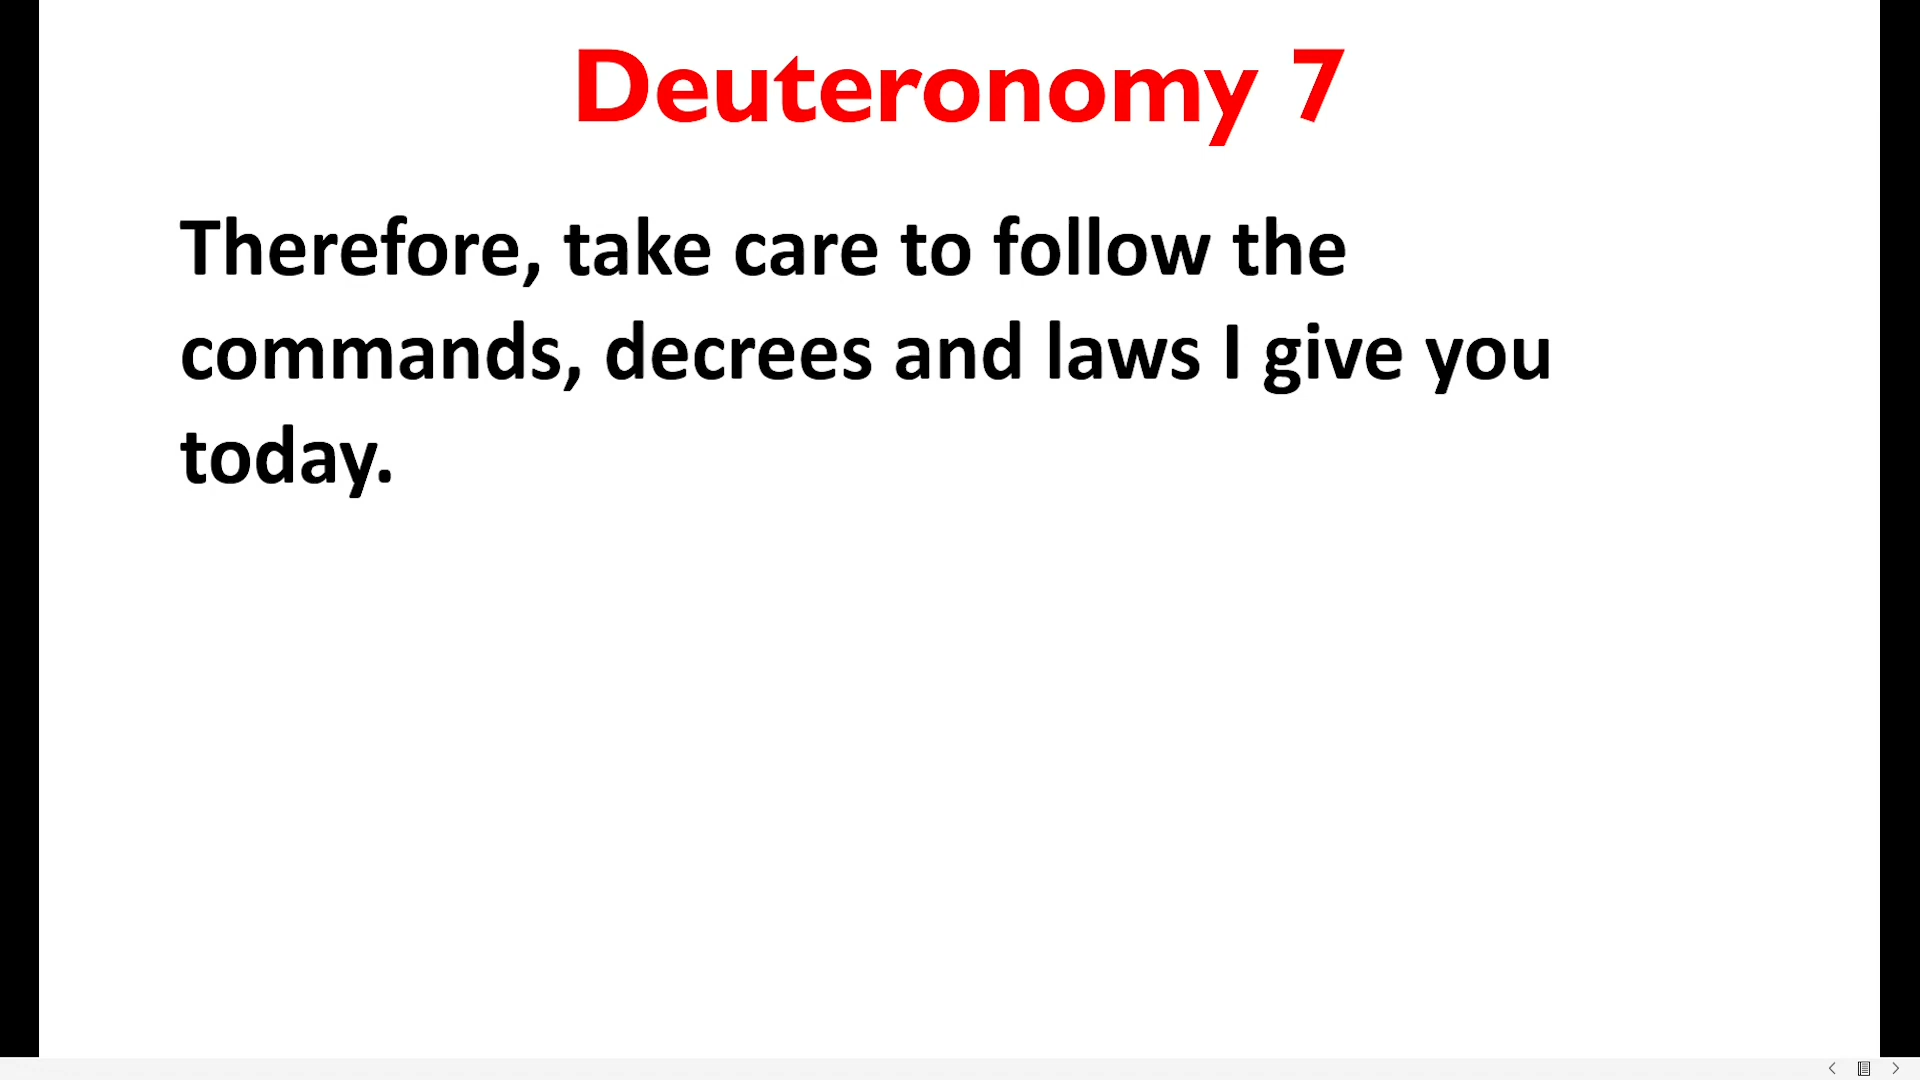 Deuteronomy 7
Therefore, take care to follow the
commands, decrees and laws I give you
today.